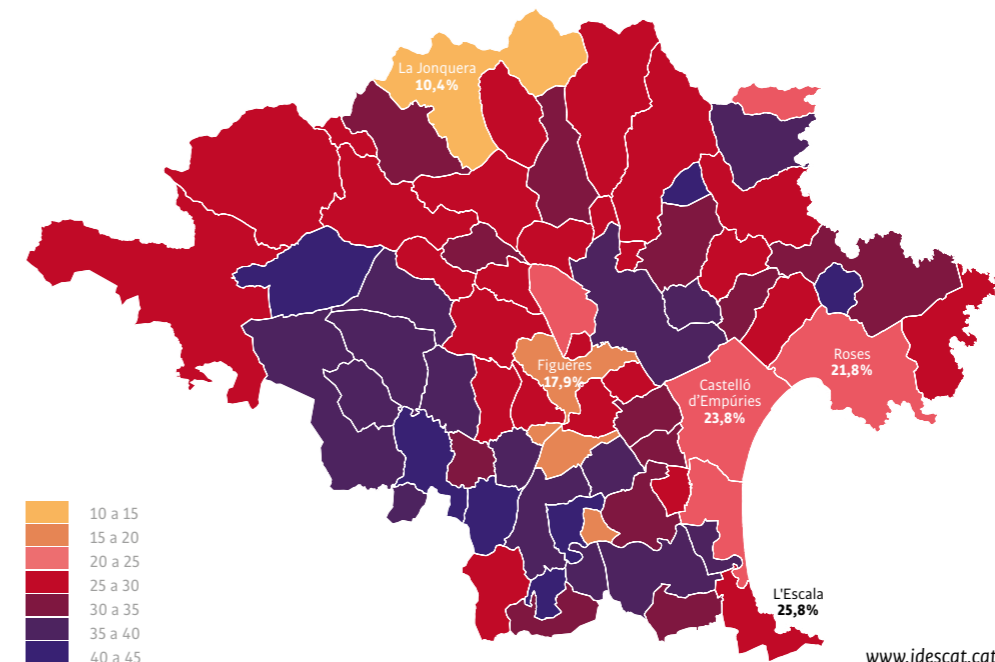 La Jonquera
10,4%
Figueres
17,9%
Castelló
d'Empúries
23,8%
Roses
21,8%
L'Escala
25,8%
10 a 15
15 a 20
20 a 25
25 a 30
30 a 35
35 a 40
40 a 45
www.idescat.cat